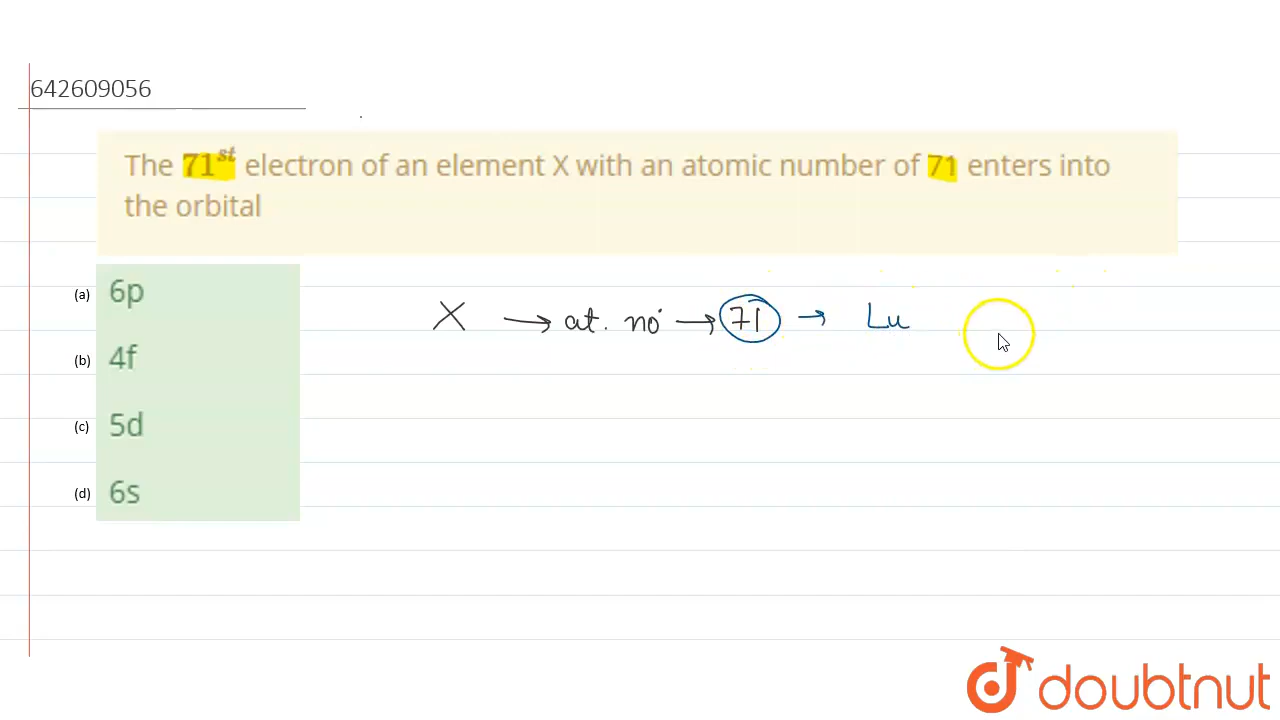 642609056
The 71st electron of an element X with an atomic number of 71 enters into
the orbital
(a) 6p
X → at. no → 71 → Lu
(b) 4f
(c) 5d
(d) 6s
doubtnut